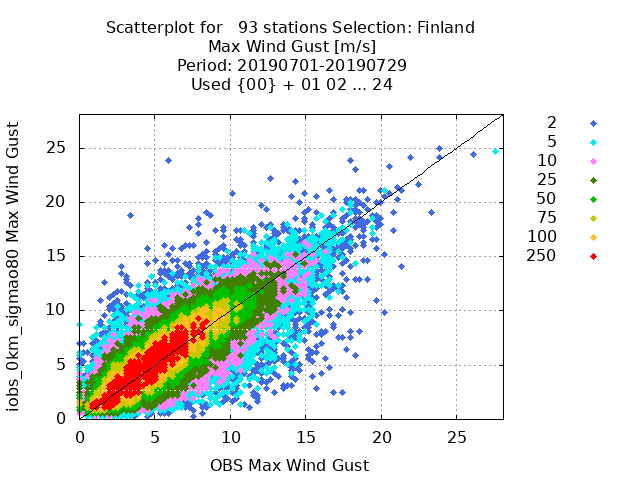 Scatterplot for   93 stations Selection: Finland
Max Wind Gust [m/s]
Period: 20190701-20190729
Used {00} + 01 02 ... 24
iobs_0km_sigmao80 Max Wind Gust
25
20
15
10
5
0
0 5 10 15 20 25
OBS Max Wind Gust
2
5
10
25
50
75
100
250